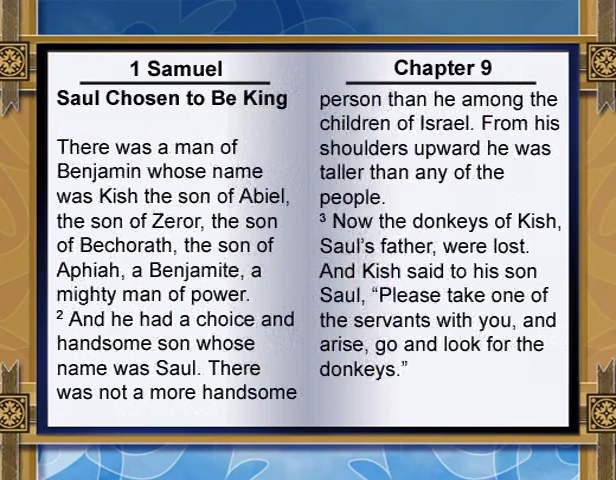 1 Samuel
Saul Chosen to Be King
There was a man of
Benjamin whose name
was Kish the son of Abiel,
the son of Zeror, the son
of Bechorath, the son of
Aphiah, a Benjamite, a
mighty man of power.
² And he had a choice and
handsome son whose
name was Saul. There
was not a more handsome
Chapter 9
person than he among the
children of Israel. From his
shoulders upward he was
taller than any of the
people.
³ Now the donkeys of Kish,
Saul’s father, were lost.
And Kish said to his son
Saul, “Please take one of
the servants with you, and
arise, go and look for the
donkeys.”